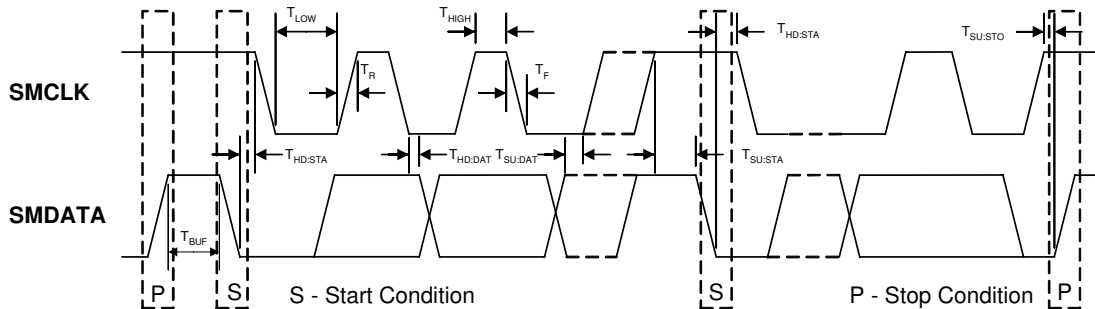 T_LOW T_HIGH T_HD:STA T_SU:STO
SMCLK T_R T_F
T_HD:STA T_HD:DAT T_SU:DAT T_SU:STA
SMDATA
T_BUF
P S S - Start Condition S P - Stop Condition P